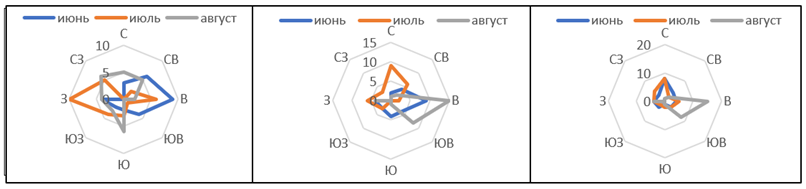 июнь июль август
С
СВ
В
ЮВ
Ю
ЮЗ
З
СЗ
10
5
0
июнь июль август
С
СВ
В
ЮВ
Ю
ЮЗ
З
СЗ
15
10
5
0
июнь июль август
С
СВ
В
ЮВ
Ю
ЮЗ
З
СЗ
20
10
0